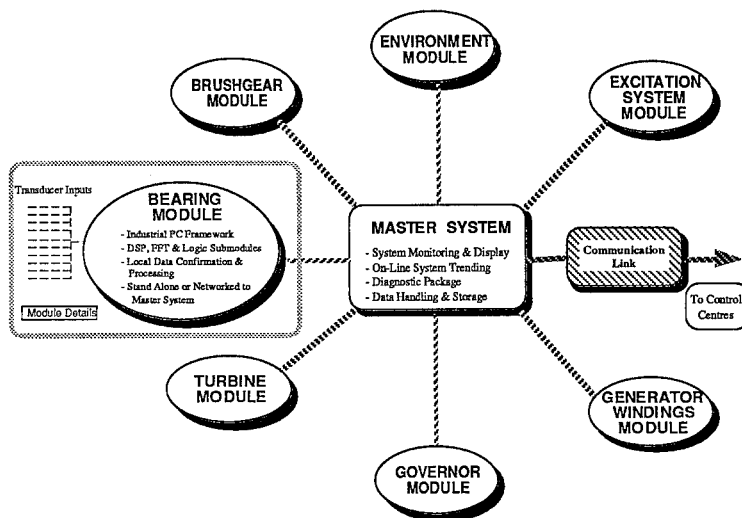 ENVIRONMENT
MODULE
BRUSHGEAR
MODULE
EXCITATION
SYSTEM
MODULE
Transducer Inputs
BEARING
MODULE
- Industrial PC Framework
- DSP, FFT & Logic Submodules
- Local Data Confirmation &
Processing
- Stand Alone or Networked to
Master System
Module Details
MASTER SYSTEM
- System Monitoring & Display
- On-Line System Trending
- Diagnostic Package
- Data Handling & Storage
Communication
Link
To Control
Centres
TURBINE
MODULE
GOVERNOR
MODULE
GENERATOR
WINDINGS
MODULE